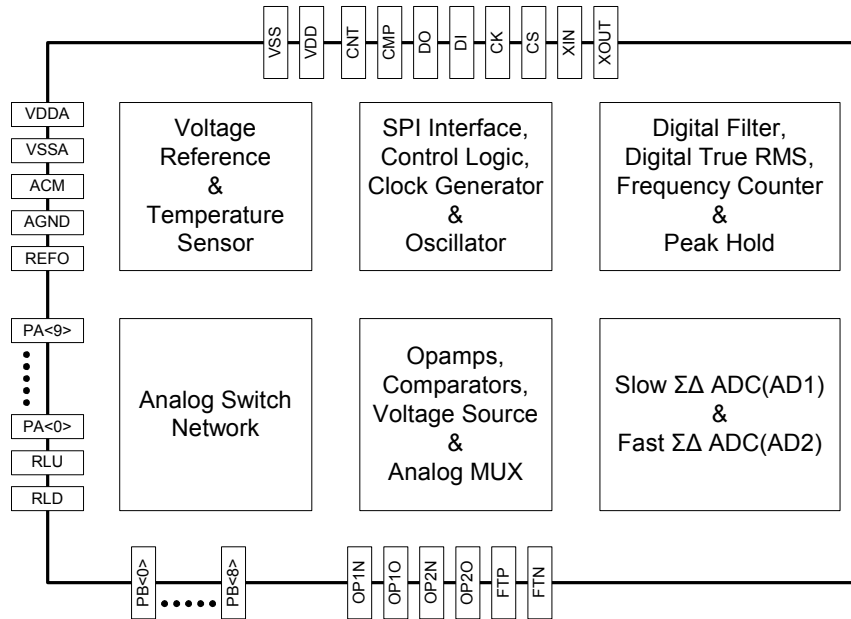 VSS
VDD
CNT
CMP
DO
DI
CK
CS
XIN
XOUT
VDDA
VSSA
ACM
AGND
REFO
Voltage
Reference
&
Temperature
Sensor
SPI Interface,
Control Logic,
Clock Generator
&
Oscillator
Digital Filter,
Digital True RMS,
Frequency Counter
&
Peak Hold
PA<9>
PA<0>
RLU
RLD
Analog Switch
Network
Opamps,
Comparators,
Voltage Source
&
Analog MUX
Slow ΣΔ ADC(AD1)
&
Fast ΣΔ ADC(AD2)
PB<0>
PB<8>
OP1N
OP1O
OP2N
OP2O
FTP
FTN